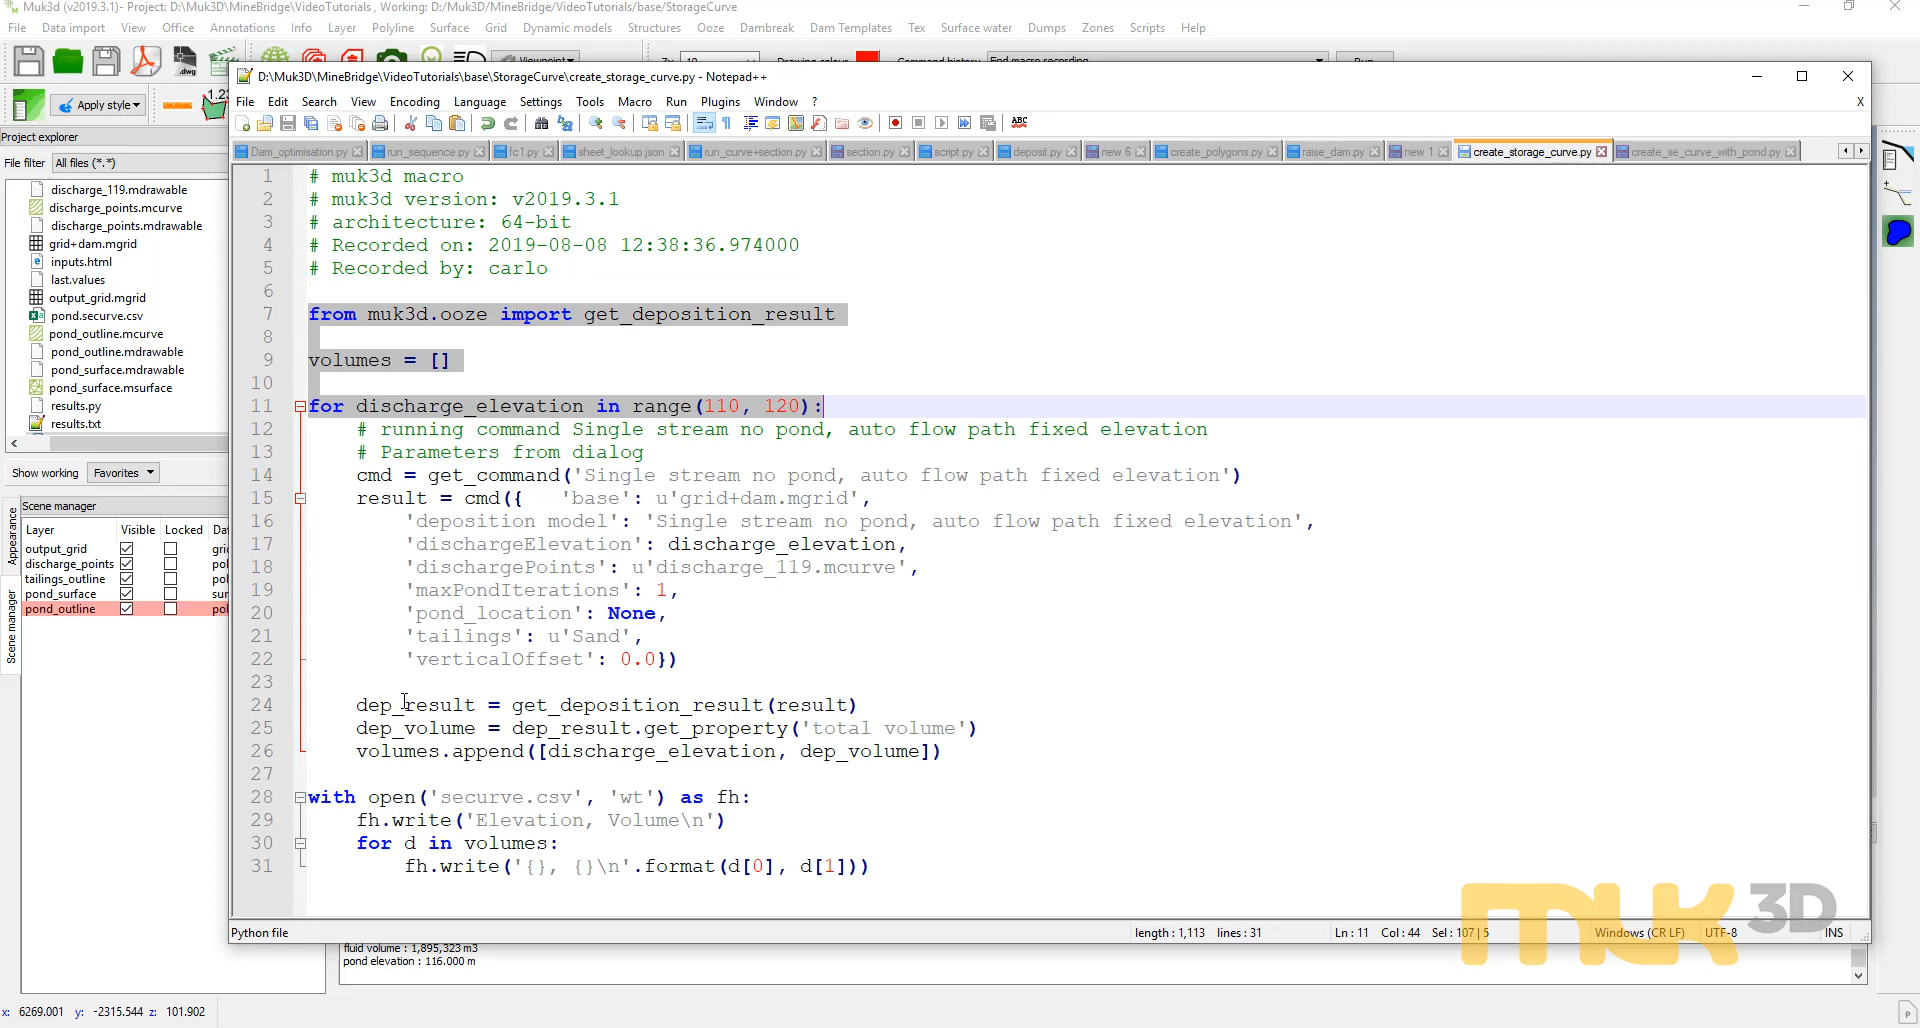 Muk3d (v2019.3.1)- Project: D:\Muk3D\MineBridge\VideoTutorials , Working: D:/Muk3D/MineBridge/VideoTutorials/base/StorageCurve
File Data import View Office Annotations Info Layer Polyline Surface Grid Dynamic models Structures Ooze Dambreak Dam Templates Tex Surface water Dumps Zones Scripts Help
Apply style
Project explorer
File filter All files (*.*)
discharge_119.mdrawable
discharge_points.mcurve
discharge_points.mdrawable
grid+dam.mgrid
inputs.html
last.values
output_grid.mgrid
pond.securve.csv
pond_outline.mcurve
pond_outline.mdrawable
pond_surface.mdrawable
pond_surface.msurface
results.py
results.txt
Show working Favorites
Scene manager
Layer Visible Locked
output_grid
discharge_points
tailings_outline
pond_surface
pond_outline
Appearance
Scene manager
D:\Muk3D\MineBridge\VideoTutorials\base\StorageCurve\create_storage_curve.py - Notepad++
File Edit Search View Encoding Language Settings Tools Macro Run Plugins Window ? X
Dam_optimisation.py run_sequence.py fc1.py sheet_lookup.json run_curve+section.py section.py script.py deposit.py new 6 create_polygons.py raise_dam.py new 1 create_storage_curve.py create_se_curve_with_pond.py
1 # muk3d macro
2 # muk3d version: v2019.3.1
3 # architecture: 64-bit
4 # Recorded on: 2019-08-08 12:38:36.974000
5 # Recorded by: carlo
6
7 from muk3d.ooze import get_deposition_result
8
9 volumes = []
10
11 for discharge_elevation in range(110, 120):
12 # running command Single stream no pond, auto flow path fixed elevation
13 # Parameters from dialog
14 cmd = get_command('Single stream no pond, auto flow path fixed elevation')
15 result = cmd({ 'base': u'grid+dam.mgrid',
16 'deposition model': 'Single stream no pond, auto flow path fixed elevation',
17 'dischargeElevation': discharge_elevation,
18 'dischargePoints': u'discharge_119.mcurve',
19 'maxPondIterations': 1,
20 'pond_location': None,
21 'tailings': u'Sand',
22 'verticalOffset': 0.0})
23
24 dep_result = get_deposition_result(result)
25 dep_volume = dep_result.get_property('total volume')
26 volumes.append([discharge_elevation, dep_volume])
27
28 with open('securve.csv', 'wt') as fh:
29 fh.write('Elevation, Volume\n')
30 for d in volumes:
31 fh.write('{}, {}\n'.format(d[0], d[1]))
Python file length : 1,113 lines : 31 Ln : 11 Col : 44 Sel : 107 | 5 Windows (CR LF) UTF-8 INS
muk 3D
fluid volume : 1,895,323 m3
pond elevation : 116.000 m
x: 6269.001 y: -2315.544 z: 101.902